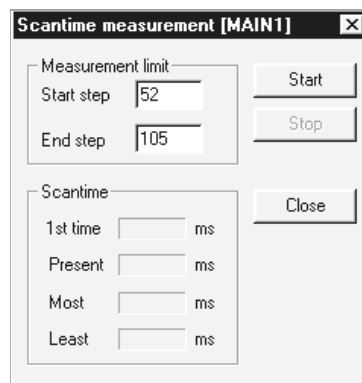 Scantime measurement [MAIN1]
Measurement limit
Start step 52
End step 105
Start
Stop
Scantime
1st time ms
Present ms
Most ms
Least ms
Close